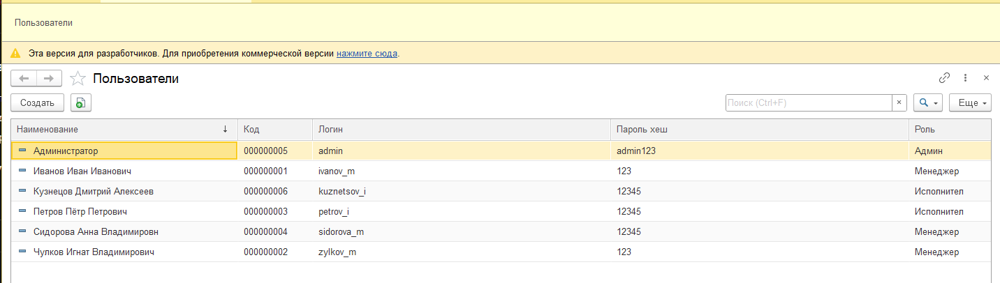 Пользователи
Эта версия для разработчиков. Для приобретения коммерческой версии нажмите сюда.
Пользователи
Создать Поиск (Ctrl+F) × Еще
Наименование ↓ Код Логин Пароль хеш Роль
Администратор 000000005 admin admin123 Админ
Иванов Иван Иванович 000000001 ivanov_m 123 Менеджер
Кузнецов Дмитрий Алексеев 000000006 kuznetsov_i 12345 Исполнител
Петров Пётр Петрович 000000003 petrov_i 12345 Исполнител
Сидорова Анна Владимировн 000000004 sidorova_m 12345 Менеджер
Чулков Игнат Владимирович 000000002 zylkov_m 123 Менеджер